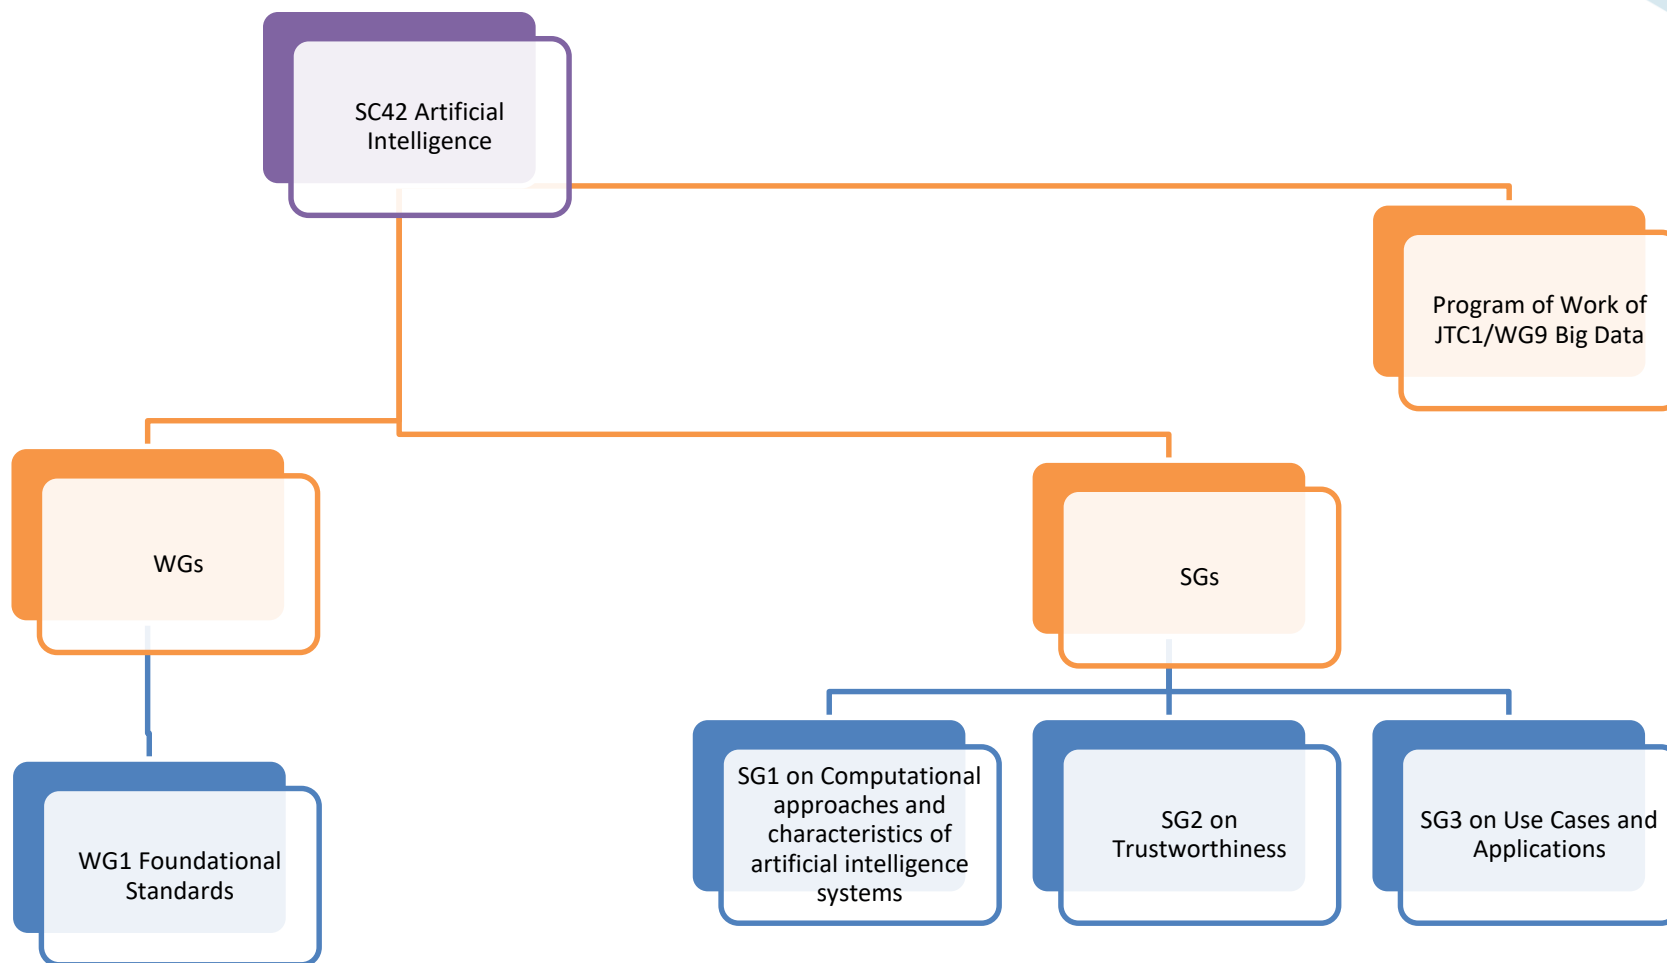 SC42 Artificial
Intelligence
Program of Work of
JTC1/WG9 Big Data
WGs
SGs
WG1 Foundational
Standards
SG1 on Computational
approaches and
characteristics of
artificial intelligence
systems
SG2 on
Trustworthiness
SG3 on Use Cases and
Applications